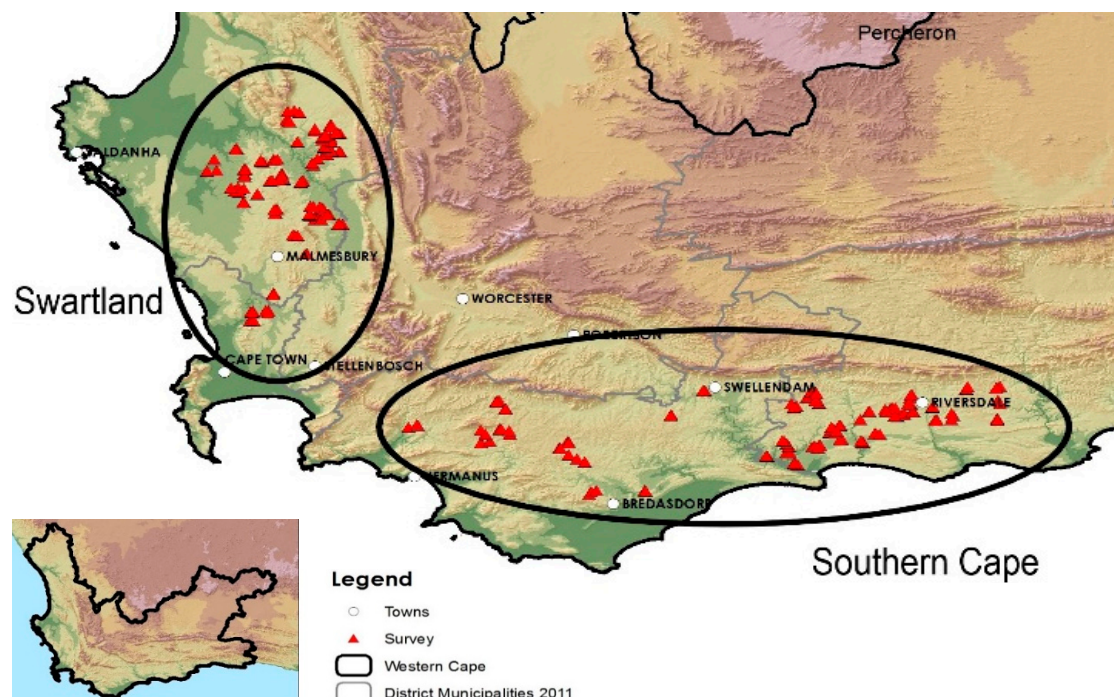 Percheron
SALDANHA
MALMESBURY
Swartland
WORCESTER
ROBERTSON
CAPE TOWN
STELLENBOSCH
SWELLENDAM
RIVERSDALE
HERMANUS
BREDASDORP
Southern Cape
Legend
Towns
Survey
Western Cape
District Municipalities 2011